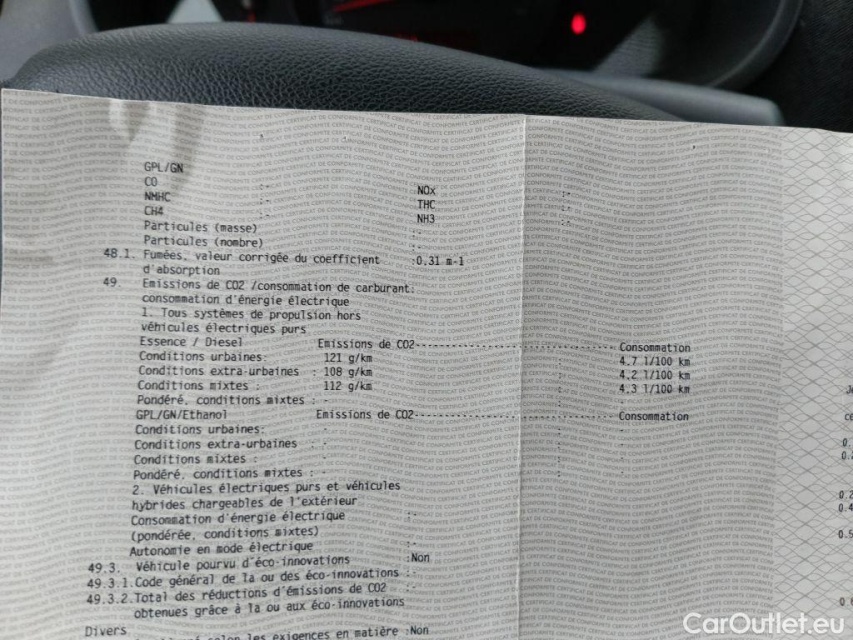 GPL/GN
CO :- NOx :-
NMHC :- THC :-
CH4 :- NH3 :-
Particules (masse) :-
Particules (nombre) :-
48.1. Fumées, valeur corrigée du coefficient :0.31 m-1
d'absorption
49. Emissions de CO2 /consommation de carburant:
consommation d'énergie électrique
1. Tous systèmes de propulsion hors
véhicules électriques purs
Essence / Diesel Emissions de CO2 Consommation
Conditions urbaines: 121 g/km : 4.7 l/100 km
Conditions extra-urbaines : 108 g/km : 4.2 l/100 km
Conditions mixtes : 112 g/km : 4.3 l/100 km
Pondéré, conditions mixtes : -
GPL/GN/Ethanol Emissions de CO2 Consommation
Conditions urbaines: - : -
Conditions extra-urbaines : - : -
Conditions mixtes : - : -
Pondéré, conditions mixtes : - : -
2. Véhicules électriques purs et véhicules
hybrides chargeables de l'extérieur
Consommation d'énergie électrique :-
(pondérée, conditions mixtes)
Autonomie en mode électrique :-
49.3. Véhicule pourvu d'éco-innovations :Non
49.3.1.Code général de la ou des éco-innovations :-
49.3.2.Total des réductions d'émissions de CO2 :-
obtenues grâce à la ou aux éco-innovations
Divers
selon les exigences en matière :Non
CarOutlet.eu